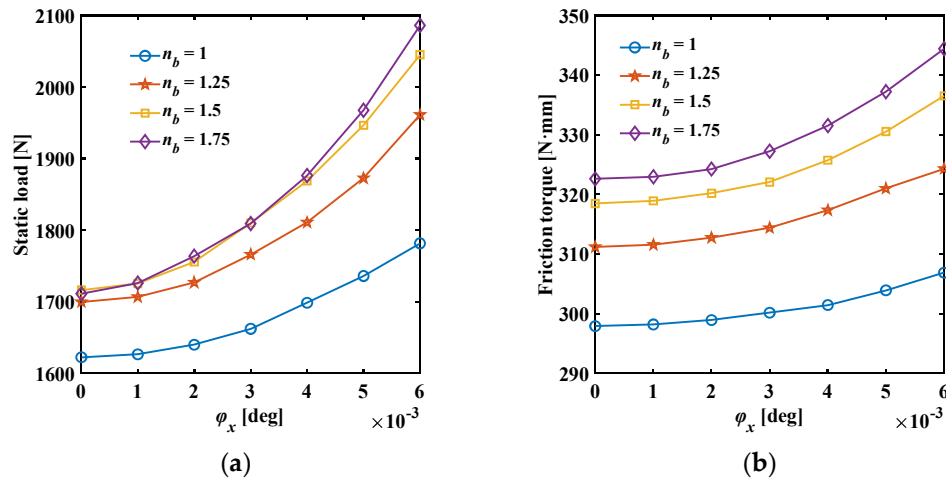 2100
2050
2000
1900
1800
1700
1600
Static load [N]
n_b = 1
n_b = 1.25
n_b = 1.5
n_b = 1.75
0 1 2 3 4 5 6
φ_x [deg]
×10⁻³
(a)
350
340
330
320
310
300
290
Friction torque [N·mm]
n_b = 1
n_b = 1.25
n_b = 1.5
n_b = 1.75
0 1 2 3 4 5 6
φ_x [deg]
×10⁻³
(b)